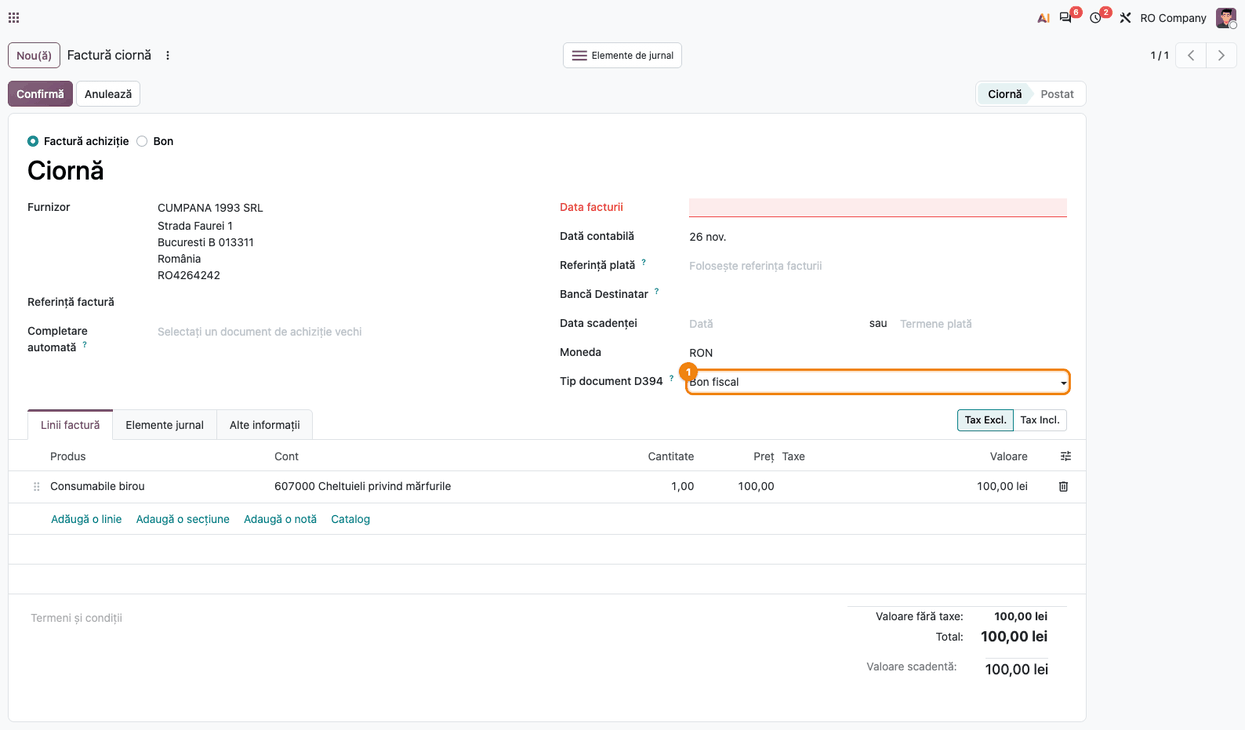 AI 6 2 RO Company
Nou(ă) Factură ciornă Elemente de jurnal 1 / 1
Confirmă Anulează Ciornă Postat
Factură achiziție Bon
Ciornă
Furnizor CUMPANA 1993 SRL
Strada Faurei 1
Bucuresti B 013311
România
RO4264242
Referință factură
Completare automată ? Selectați un document de achiziție vechi
Data facturii
Dată contabilă 26 nov.
Referință plată ? Folosește referința facturii
Bancă Destinatar ?
Data scadenței Dată sau Termene plată
Moneda RON
Tip document D394 ? 1 Bon fiscal
Linii factură Elemente jurnal Alte informații Tax Excl. Tax Incl.
Produs Cont Cantitate Preț Taxe Valoare
Consumabile birou 607000 Cheltuieli privind mărfurile 1,00 100,00 100,00 lei
Adăugă o linie Adaugă o secțiune Adaugă o notă Catalog
Termeni și condiții
Valoare fără taxe: 100,00 lei
Total: 100,00 lei
Valoare scadentă: 100,00 lei